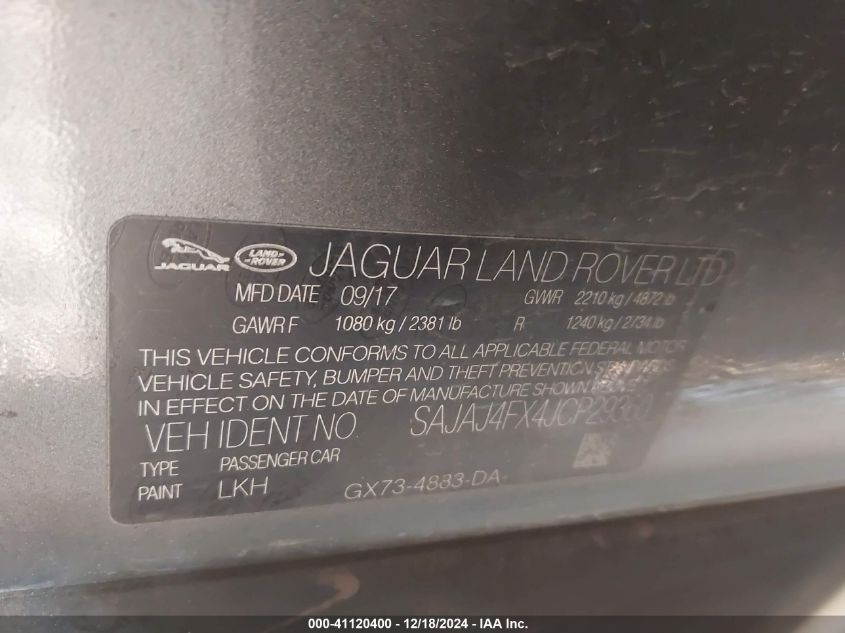 JAGUAR LAND ROVER JAGUAR LAND ROVER LTD
MFD DATE 09/17 GVWR 2210 kg / 4872 lb
GAWR F 1080 kg / 2381 lb R 1240 kg / 2734 lb
THIS VEHICLE CONFORMS TO ALL APPLICABLE FEDERAL MOTOR
VEHICLE SAFETY, BUMPER AND THEFT PREVENTION STANDARDS
IN EFFECT ON THE DATE OF MANUFACTURE SHOWN ABOVE
VEH IDENT NO
TYPE PASSENGER CAR
PAINT LKH GX73-4883-DA-
000-41120400 - 12/18/2024 - IAA Inc.